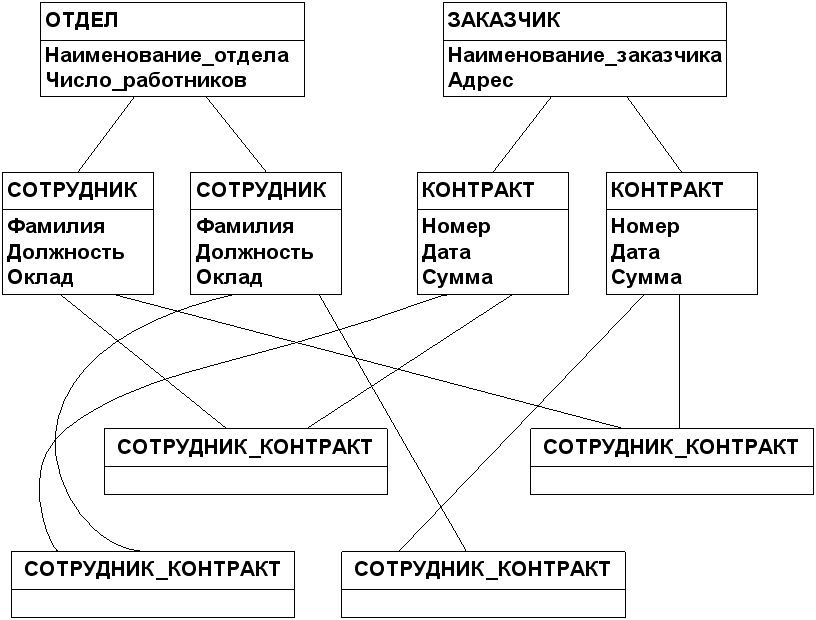 ОТДЕЛ
Наименование_отдела
Число_работников
ЗАКАЗЧИК
Наименование_заказчика
Адрес
СОТРУДНИК
Фамилия
Должность
Оклад
СОТРУДНИК
Фамилия
Должность
Оклад
КОНТРАКТ
Номер
Дата
Сумма
КОНТРАКТ
Номер
Дата
Сумма
СОТРУДНИК_КОНТРАКТ
СОТРУДНИК_КОНТРАКТ
СОТРУДНИК_КОНТРАКТ
СОТРУДНИК_КОНТРАКТ